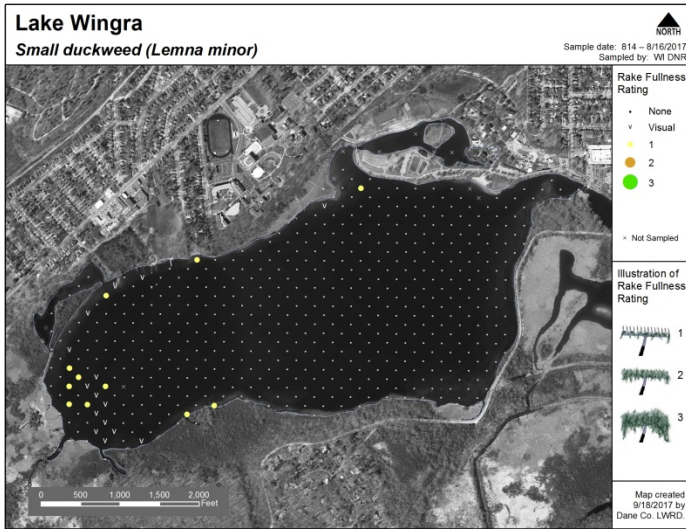 Lake Wingra
Small duckweed (Lemna minor)
NORTH
Sample date: 814 – 8/16/2017
Sampled by: WI DNR
Rake Fullness
Rating
None
v Visual
1
2
3
× Not Sampled
Illustration of
Rake Fullness
Rating
1
2
3
0 500 1,000 1,500 2,000
Feet
Map created
9/18/2017 by
Dane Co. LWRD.